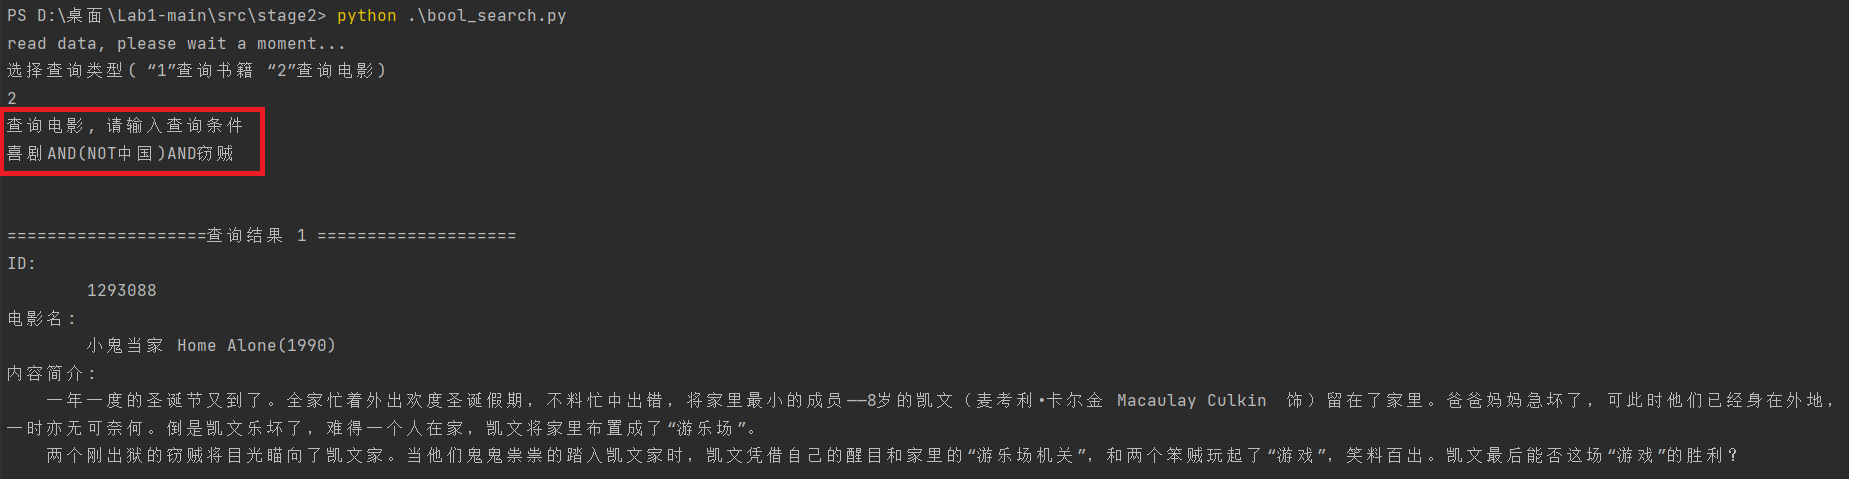 PS D:\桌面\Lab1-main\src\stage2> python .\bool_search.py
read data, please wait a moment...
选择查询类型( “1”查询书籍 “2”查询电影)
2
查询电影, 请输入查询条件
喜剧AND(NOT中国)AND窃贼
====================查询结果 1 ====================
ID:
1293088
电影名:
小鬼当家 Home Alone(1990)
内容简介:
一年一度的圣诞节又到了。全家忙着外出欢度圣诞假期，不料忙中出错，将家里最小的成员——8岁的凯文（麦考利·卡尔金 Macaulay Culkin 饰）留在了家里。爸爸妈妈急坏了，可此时他们已经身在外地，
一时亦无可奈何。倒是凯文乐坏了，难得一个人在家，凯文将家里布置成了“游乐场”。
两个刚出狱的窃贼将目光瞄向了凯文家。当他们鬼鬼祟祟的踏入凯文家时，凯文凭借自己的醒目和家里的“游乐场机关”，和两个笨贼玩起了“游戏”，笑料百出。凯文最后能否这场“游戏”的胜利？